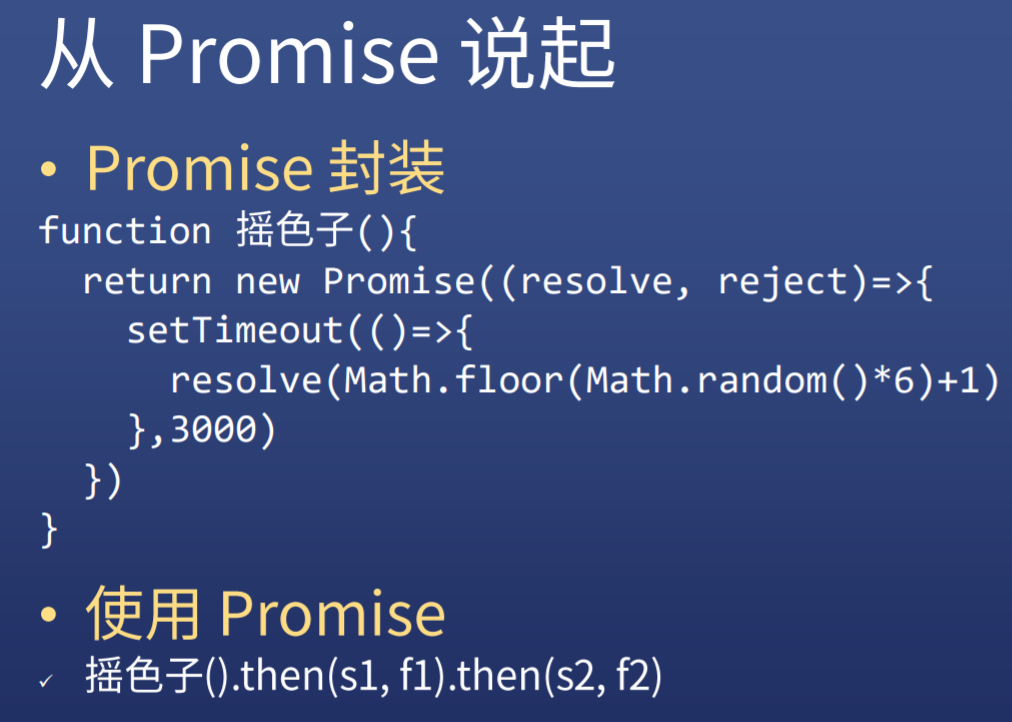 从 Promise 说起
• Promise 封装
function 摇色子(){
  return new Promise((resolve, reject)=>{
    setTimeout(()=>{
      resolve(Math.floor(Math.random()*6)+1)
    },3000)
  })
}
• 使用 Promise
✓ 摇色子().then(s1, f1).then(s2, f2)